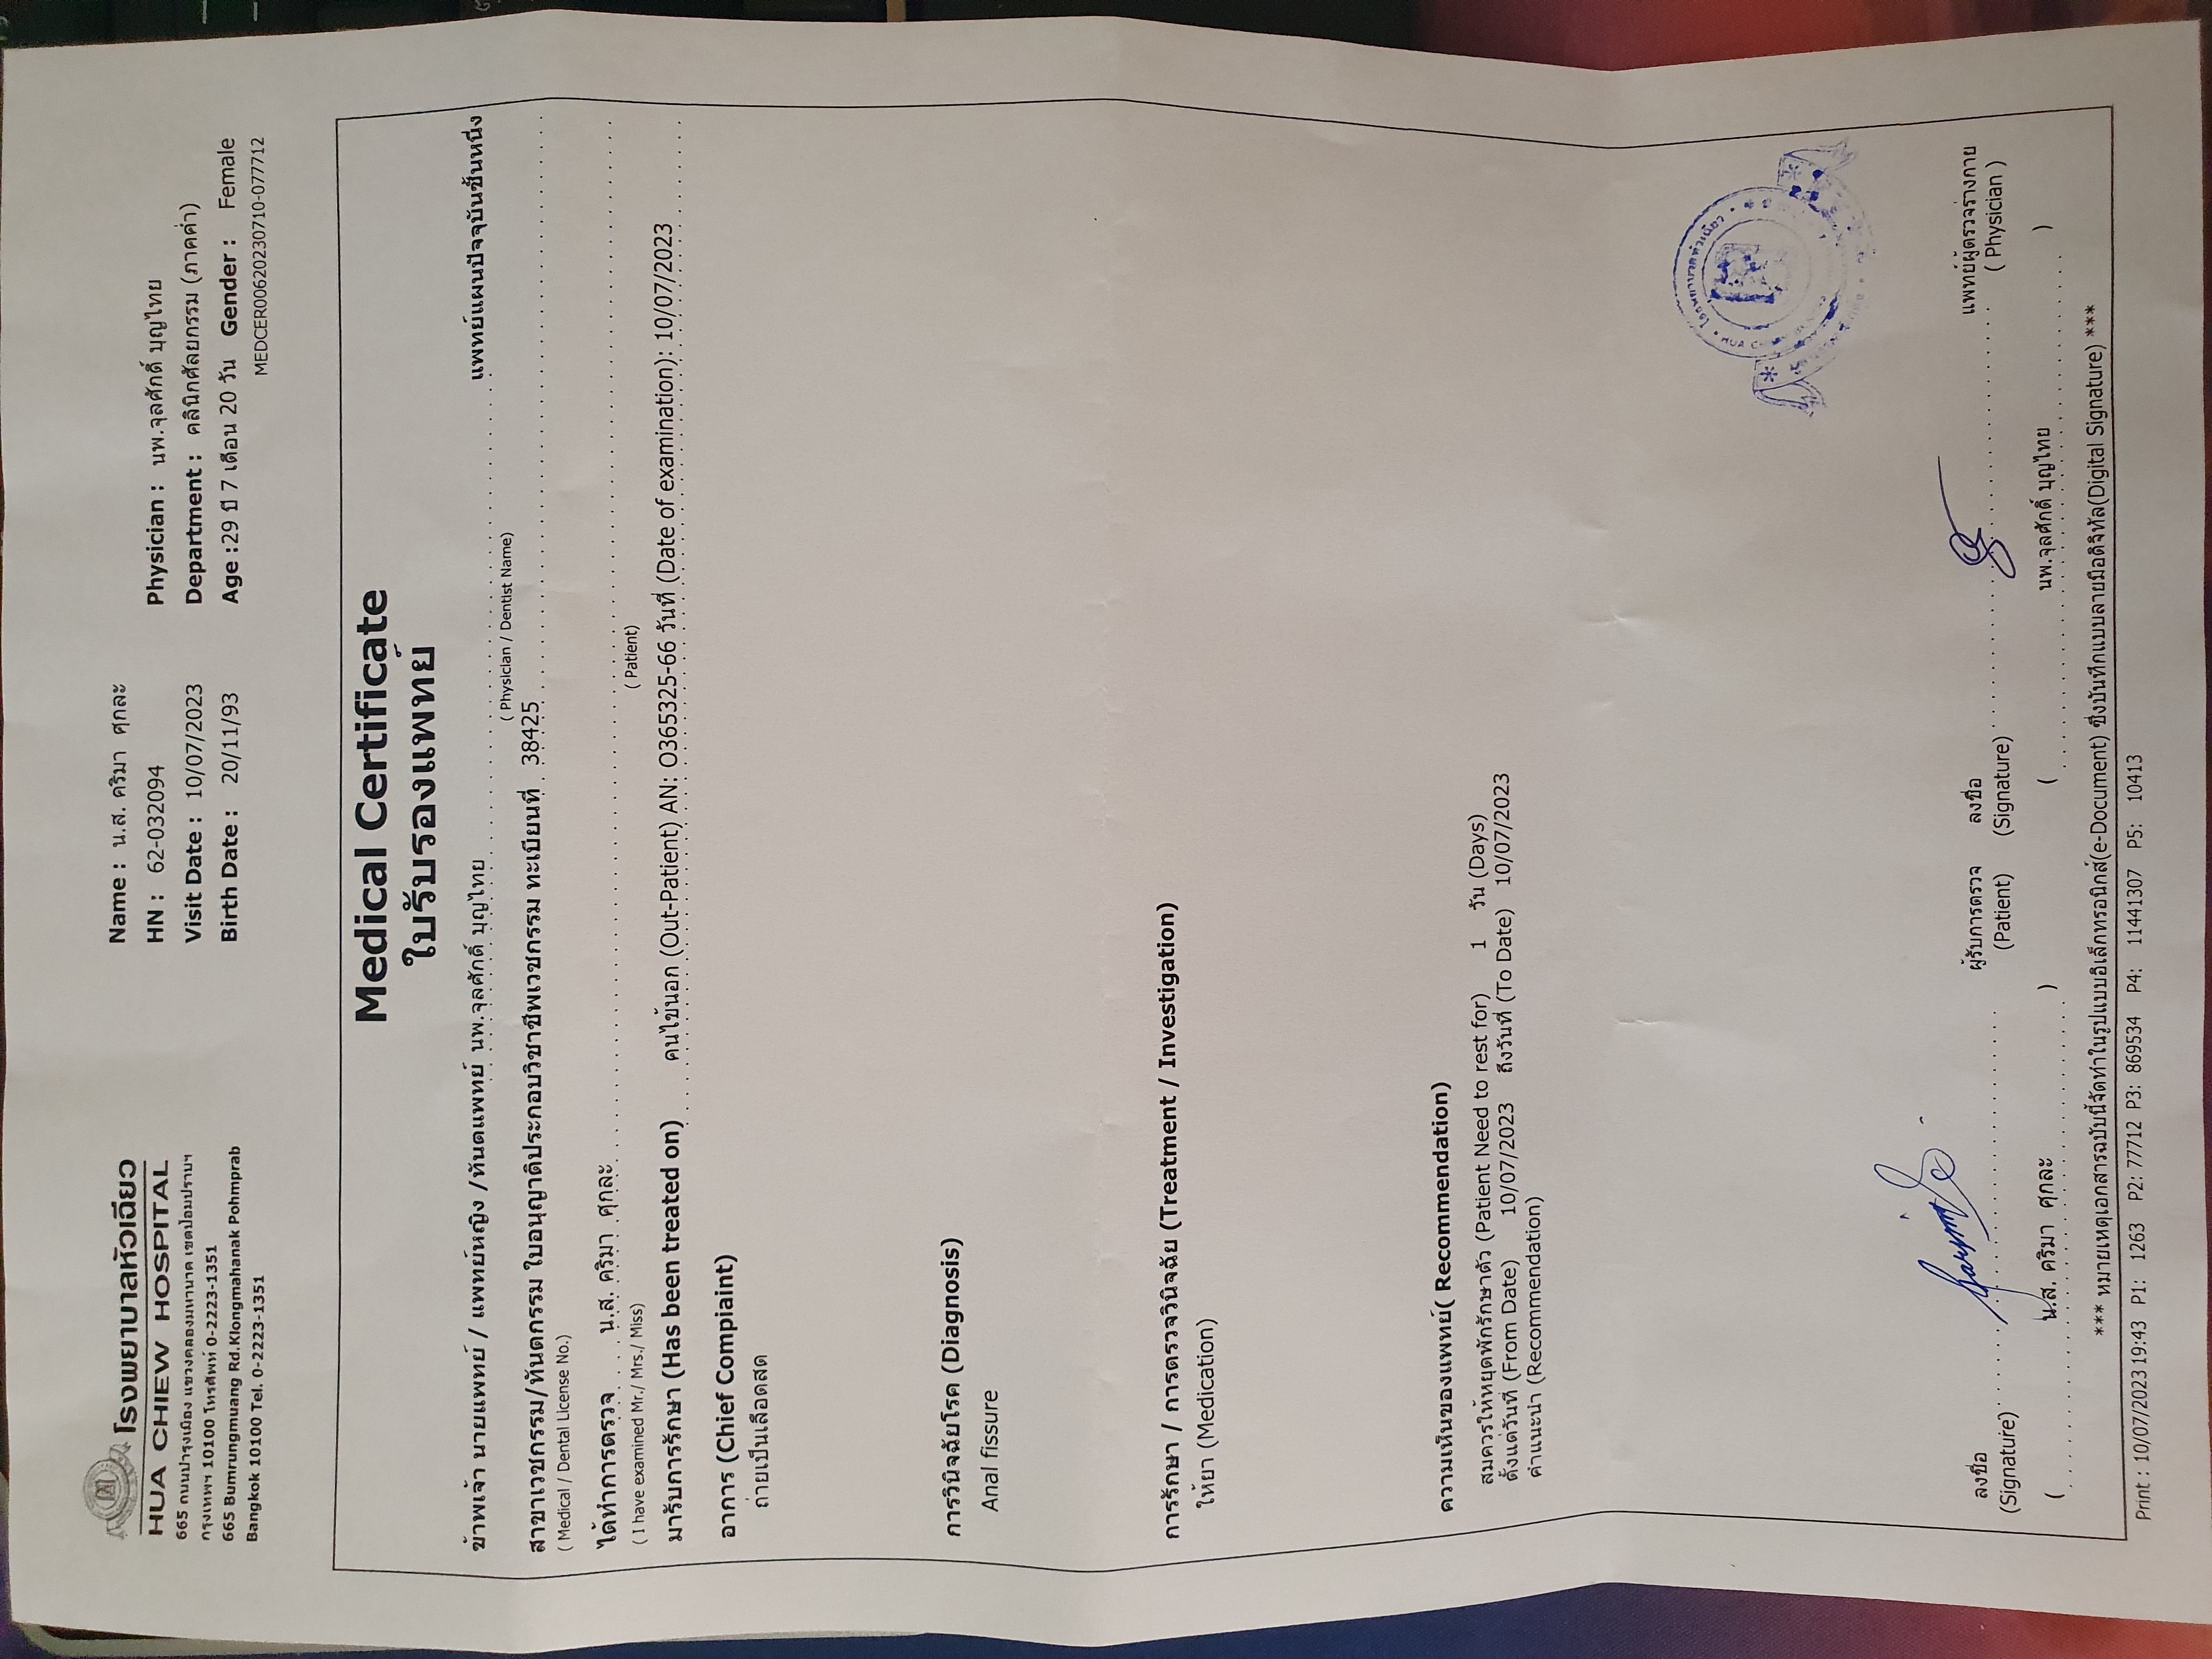 โรงพยาบาลหัวเฉียว
HUA CHIEW HOSPITAL
665 ถนนบำรุงเมือง แขวงคลองมหานาค เขตป้อมปราบฯ
กรุงเทพฯ 10100 โทรศัพท์ 0-2223-1351
665 Bumrungmuang Rd.Klongmahanak Pohmprab
Bangkok 10100 Tel. 0-2223-1351
Name : น.ส. คริมา ศุกละ
HN : 62-032094 Physician : นพ.จุลศักดิ์ บุญไทย
Visit Date : 10/07/2023 Department : คลินิกศัลยกรรม (ภาคค่ำ)
Birth Date : 20/11/93 Age :29 ปี 7 เดือน 20 วัน Gender : Female
MEDCER00620230710-077712
Medical Certificate
ใบรับรองแพทย์
ข้าพเจ้า นายแพทย์ / แพทย์หญิง /ทันตแพทย์ นพ.จุลศักดิ์ บุญไทย แพทย์แผนปัจจุบันชั้นหนึ่ง
( Physician / Dentist Name)
สาขาเวชกรรม/ทันตกรรม ใบอนุญาติประกอบวิชาชีพเวชกรรม ทะเบียนที่ 38425
( Medical / Dental License No.)
ได้ทำการตรวจ น.ส. คริมา ศุกละ
( I have examined Mr./ Mrs./ Miss) ( Patient)
มารับการรักษา (Has been treated on) คนไข้นอก (Out-Patient) AN: O365325-66 วันที่ (Date of examination): 10/07/2023
อาการ (Chief Compiaint)
ถ่ายเป็นเลือดสด
การวินิจฉัยโรค (Diagnosis)
Anal fissure
การรักษา / การตรวจวินิจฉัย (Treatment / Investigation)
ให้ยา (Medication)
ความเห็นของแพทย์( Recommendation)
สมควรให้หยุดพักรักษาตัว (Patient Need to rest for) 1 วัน (Days)
ตั้งแต่วันที่ (From Date) 10/07/2023 ถึงวันที่ (To Date) 10/07/2023
คำแนะนำ (Recommendation)
โรงพยาบาลหัวเฉียว
ลงชื่อ ผู้รับการตรวจ ลงชื่อ แพทย์ผู้ตรวจร่างกาย
(Signature) (Patient) (Signature) ( Physician )
( น.ส. คริมา ศุกละ ) ( นพ.จุลศักดิ์ บุญไทย )
*** หมายเหตุเอกสารฉบับนี้จัดทำในรูปแบบอิเล็กทรอนิกส์(e-Document) ซึ่งบันทึกแบบลายมือดิจิทัล(Digital Signature) ***
Print : 10/07/2023 19:43 P1: 1263 P2: 77712 P3: 869534 P4: 11441307 P5: 10413